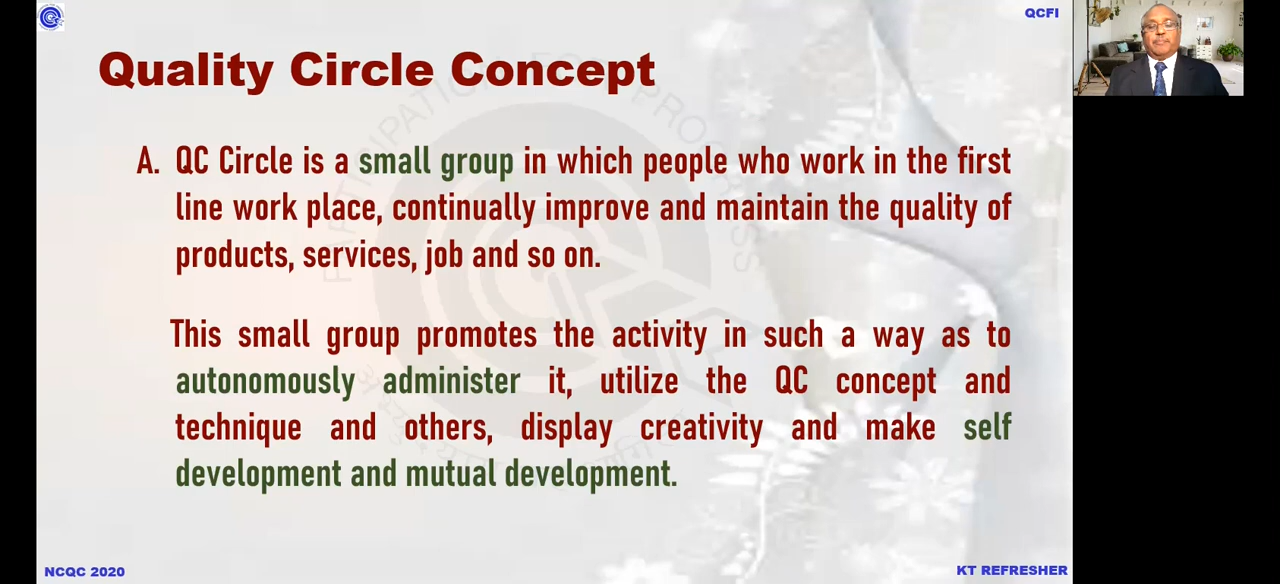 QCFI
Quality Circle Concept
A. QC Circle is a small group in which people who work in the first
line work place, continually improve and maintain the quality of
products, services, job and so on.
This small group promotes the activity in such a way as to
autonomously administer it, utilize the QC concept and
technique and others, display creativity and make self
development and mutual development.
NCQC 2020
KT REFRESHER